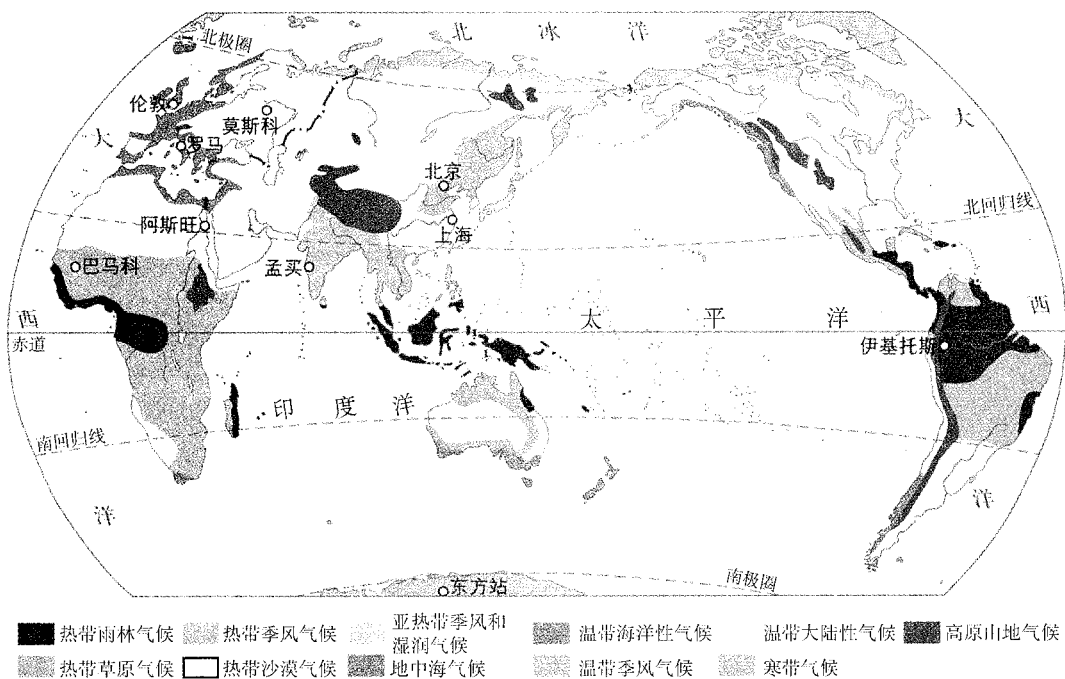 北 冰 洋
北极圈
伦敦
莫斯科
大
罗马
大
北京
北回归线
阿斯旺
上海
巴马科
孟买
西
太 平 洋
西
赤道
伊基托斯
印 度 洋
南回归线
洋
洋
南极圈
东方站
热带雨林气候
热带季风气候
亚热带季风和
湿润气候
温带海洋性气候
温带大陆性气候
高原山地气候
热带草原气候
热带沙漠气候
地中海气候
温带季风气候
寒带气候